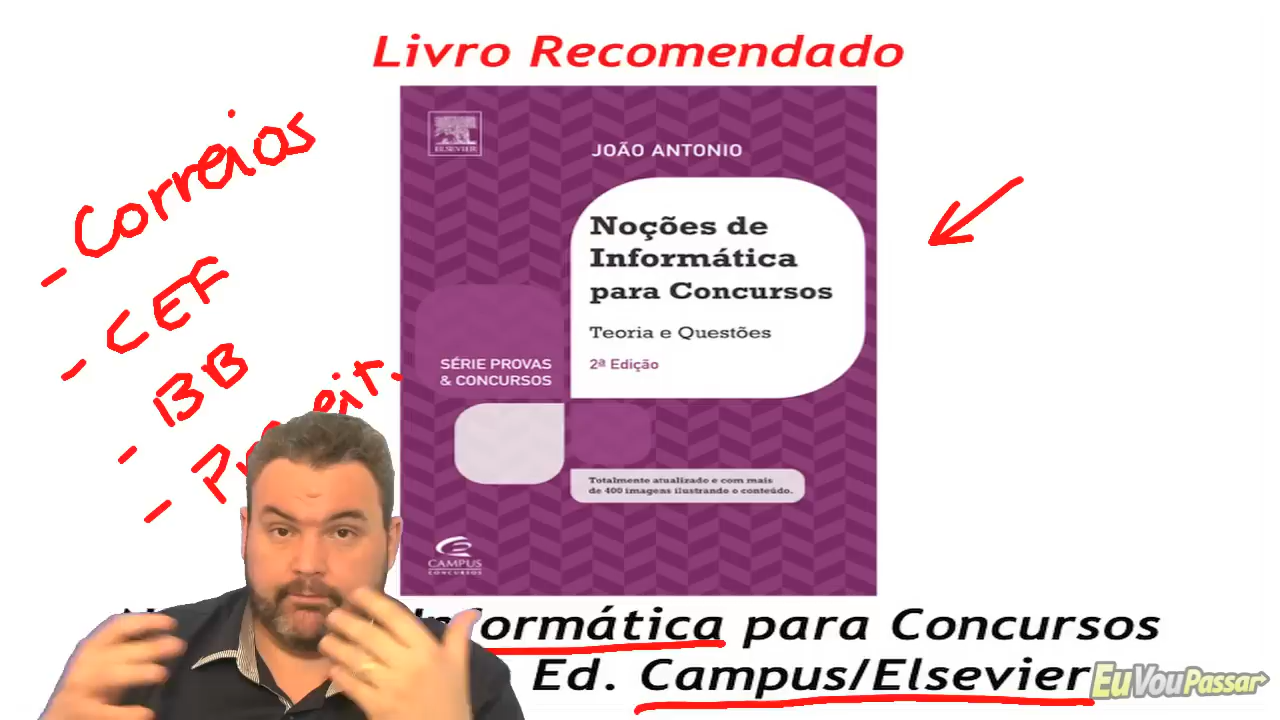 Livro Recomendado
ELSEVIER
JOÃO ANTONIO
Noções de
Informática
para Concursos
Teoria e Questões
2ª Edição
SÉRIE PROVAS
& CONCURSOS
Totalmente atualizado e com mais
de 400 imagens ilustrando o conteúdo.
CAMPUS
CONCURSOS
- Correios
- CEF
- BB
Informática para Concursos
Ed. Campus/Elsevier
EuVouPassar